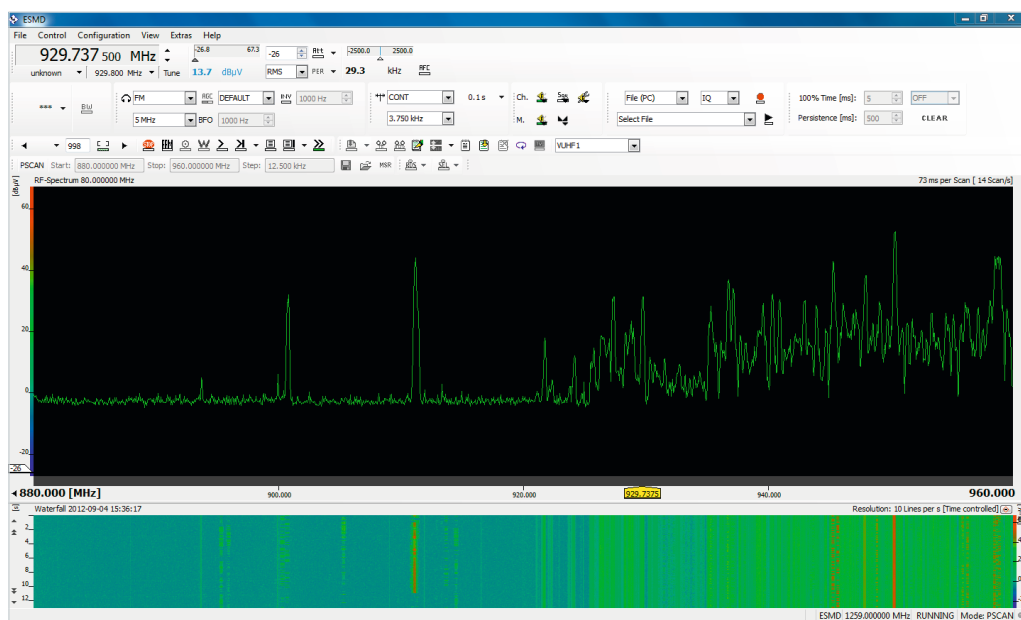 ESMD
File Control Configuration View Extras Help
929.737 500 MHz -26.8 67.3 -26 Att -2500.0 2500.0
unknown 929.800 MHz Tune 13.7 dBµV RMS PER 29.3 kHz AFC
*** BW FM AGC DEFAULT 1000 Hz CONT 0.1 s Ch. File (PC) IQ 100% Time [ms]: 5 OFF
5 MHz BFO 1000 Hz 3.750 kHz M. Select File Persistence [ms]: 500 CLEAR
998 VUHF1
PSCAN Start: 880.000000 MHz Stop: 960.000000 MHz Step: 12.500 kHz MSR
[dBµV] RF-Spectrum 80.000000 MHz 73 ms per Scan [ 14 Scan/s]
60
40
20
0
-20
-26
880.000 [MHz] 900.000 920.000 929.7375 940.000 960.000
[s] Waterfall 2012-09-04 15:36:17 Resolution: 10 Lines per s [Time controlled]
2
4
6
8
10
12
ESMD 1259.000000 MHz RUNNING Mode: PSCAN